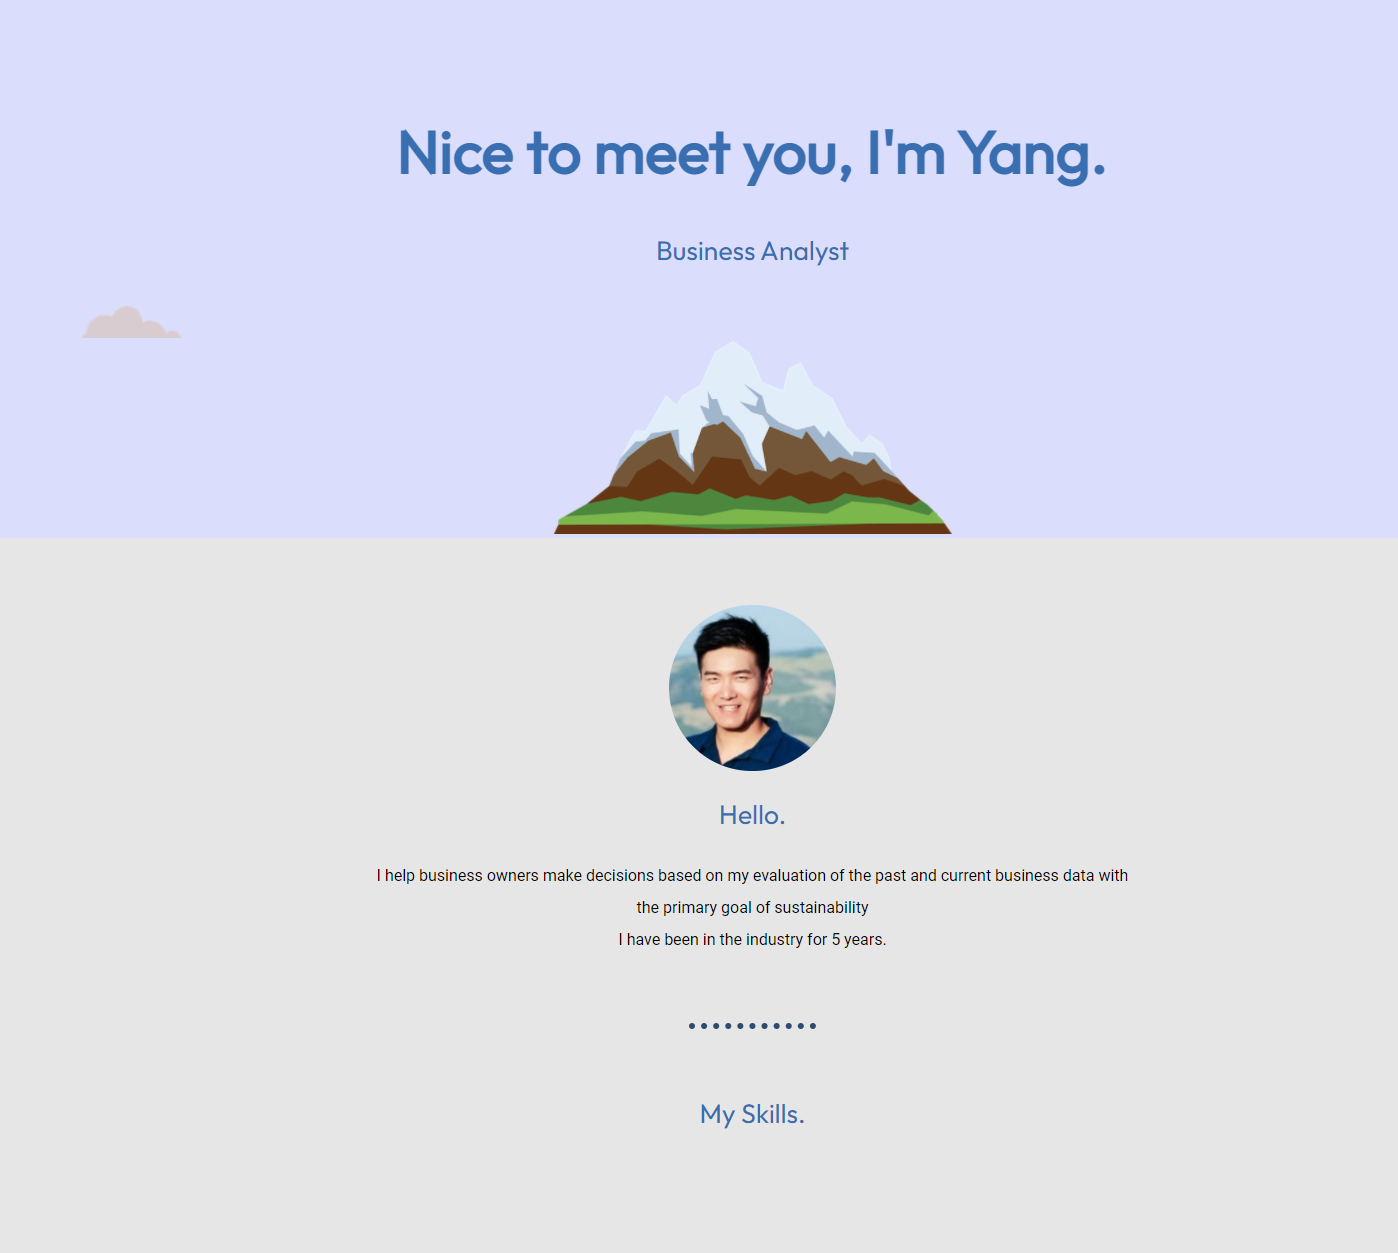 Nice to meet you, I'm Yang.
Business Analyst
Hello.
I help business owners make decisions based on my evaluation of the past and current business data with
the primary goal of sustainability
I have been in the industry for 5 years.
My Skills.